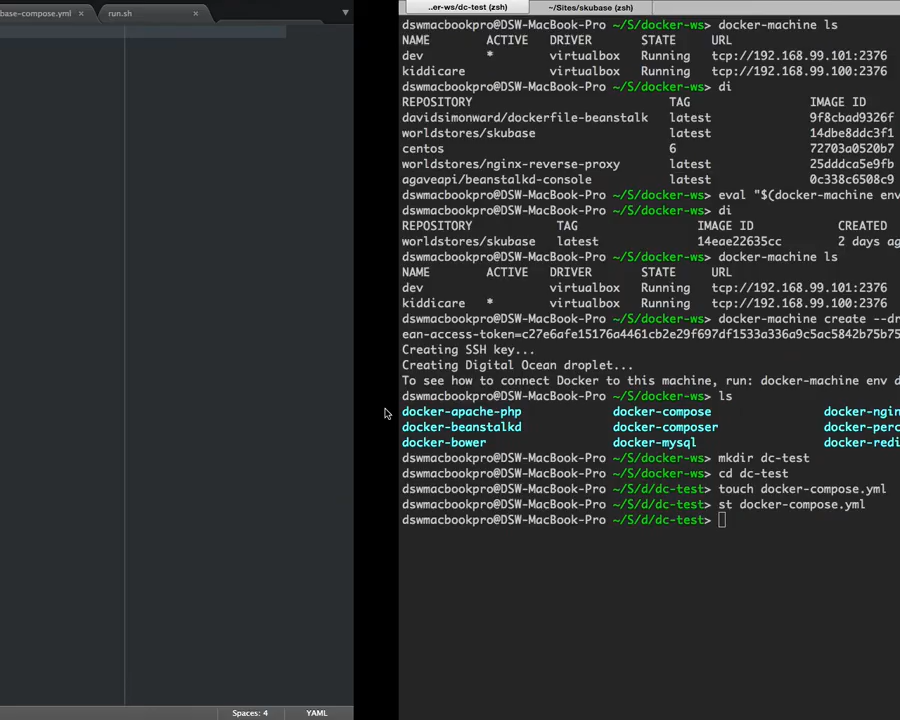 base-compose.yml × run.sh ×
..er-ws/dc-test (zsh) ~/Sites/skubase (zsh)
dswmacbookpro@DSW-MacBook-Pro ~/S/docker-ws> docker-machine ls
NAME ACTIVE DRIVER STATE URL
dev * virtualbox Running tcp://192.168.99.101:2376
kiddicare virtualbox Running tcp://192.168.99.100:2376
dswmacbookpro@DSW-MacBook-Pro ~/S/docker-ws> di
REPOSITORY TAG IMAGE ID
davidsimonward/dockerfile-beanstalk latest 9f8cbad9326f
worldstores/skubase latest 14dbe8ddc3f1
centos 6 72703a0520b7
worldstores/nginx-reverse-proxy latest 25dddca5e9fb
agaveapi/beanstalkd-console latest 0c338c6508c9
dswmacbookpro@DSW-MacBook-Pro ~/S/docker-ws> eval "$(docker-machine env
dswmacbookpro@DSW-MacBook-Pro ~/S/docker-ws> di
REPOSITORY TAG IMAGE ID CREATED
worldstores/skubase latest 14eae22635cc 2 days ag
dswmacbookpro@DSW-MacBook-Pro ~/S/docker-ws> docker-machine ls
NAME ACTIVE DRIVER STATE URL
dev virtualbox Running tcp://192.168.99.101:2376
kiddicare * virtualbox Running tcp://192.168.99.100:2376
dswmacbookpro@DSW-MacBook-Pro ~/S/docker-ws> docker-machine create --dr
ean-access-token=c27e6afe15176a4461cb2e29f697df1533a336a9c5ac5842b75b75
Creating SSH key...
Creating Digital Ocean droplet...
To see how to connect Docker to this machine, run: docker-machine env d
dswmacbookpro@DSW-MacBook-Pro ~/S/docker-ws> ls
docker-apache-php docker-compose docker-ngin
docker-beanstalkd docker-composer docker-perc
docker-bower docker-mysql docker-redi
dswmacbookpro@DSW-MacBook-Pro ~/S/docker-ws> mkdir dc-test
dswmacbookpro@DSW-MacBook-Pro ~/S/docker-ws> cd dc-test
dswmacbookpro@DSW-MacBook-Pro ~/S/d/dc-test> touch docker-compose.yml
dswmacbookpro@DSW-MacBook-Pro ~/S/d/dc-test> st docker-compose.yml
dswmacbookpro@DSW-MacBook-Pro ~/S/d/dc-test>
Spaces: 4 YAML